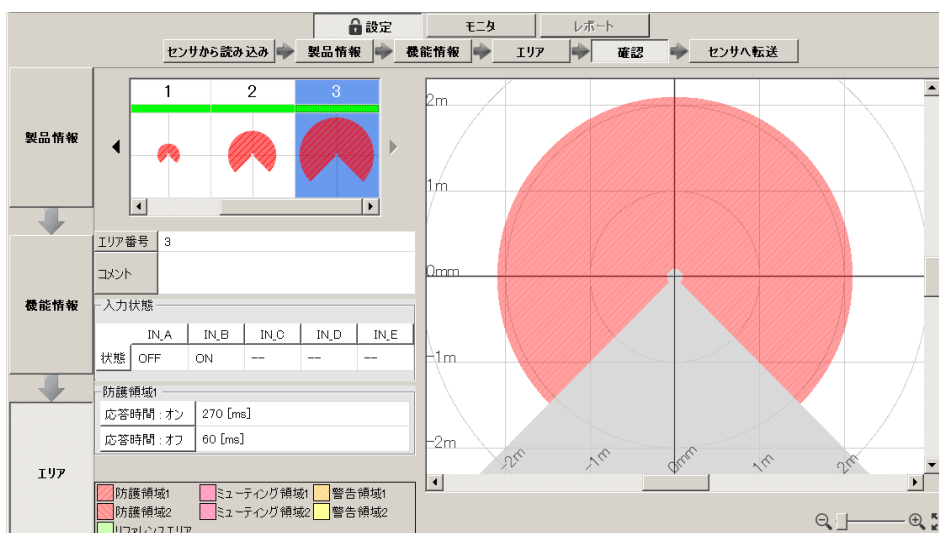 設定 モニタ レポート
センサから読み込み 製品情報 機能情報 エリア 確認 センサへ転送
製品情報
機能情報
エリア
1 2 3
エリア番号 3
コメント
入力状態
IN_A IN_B IN_C IN_D IN_E
状態 OFF ON -- -- --
防護領域1
応答時間 : オン 270 [ms]
応答時間 : オフ 60 [ms]
防護領域1 ミューティング領域1 警告領域1
防護領域2 ミューティング領域2 警告領域2
リファレンスエリア
2m
1m
0mm
-1m
-2m
-2m -1m 0mm 1m 2m